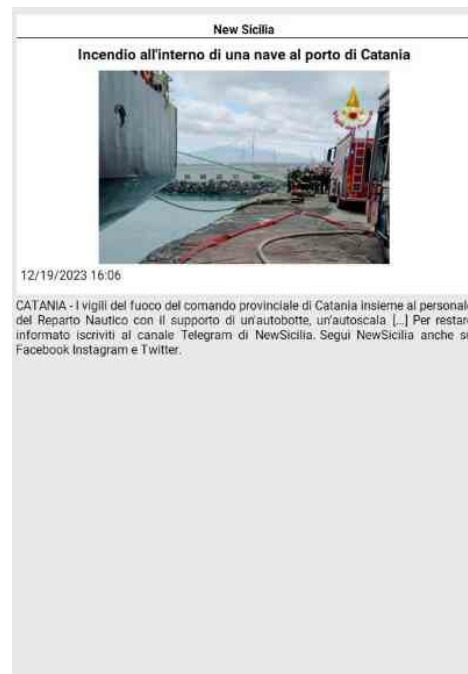 New Sicilia
Incendio all'interno di una nave al porto di Catania
12/19/2023 16:06
CATANIA - I vigili del fuoco del comando provinciale di Catania insieme al personale
del Reparto Nautico con il supporto di un'autobotte, un'autoscala [...] Per restare
informato iscriviti al canale Telegram di NewSicilia. Segui NewSicilia anche su
Facebook Instagram e Twitter.